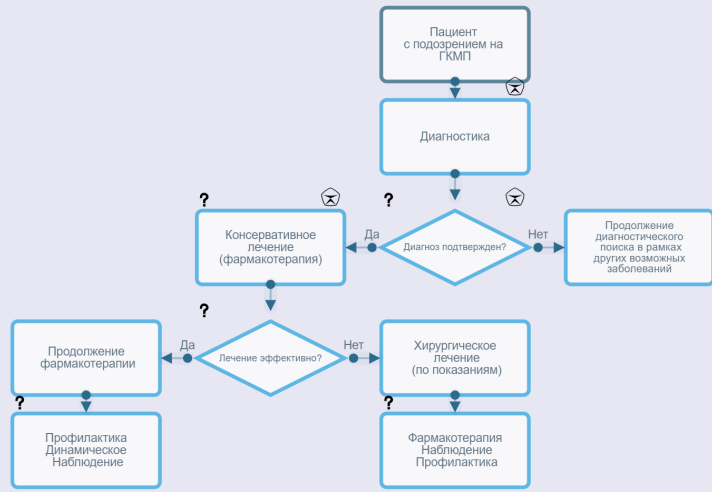 Пациент
с подозрением на
ГКМП
Диагностика
?
?
Консервативное
лечение
(фармакотерапия)
Да
Диагноз подтвержден?
Нет
Продолжение
диагностического
поиска в рамках
других возможных
заболеваний
?
Продолжение
фармакотерапии
Да
Лечение эффективно?
Нет
Хирургическое
лечение
(по показаниям)
?
?
Профилактика
Динамическое
Наблюдение
Фармакотерапия
Наблюдение
Профилактика